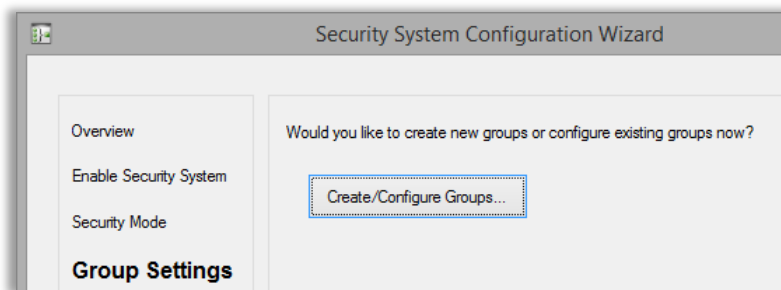 Security System Configuration Wizard
Overview
Enable Security System
Security Mode
Group Settings
Would you like to create new groups or configure existing groups now?
Create/Configure Groups...